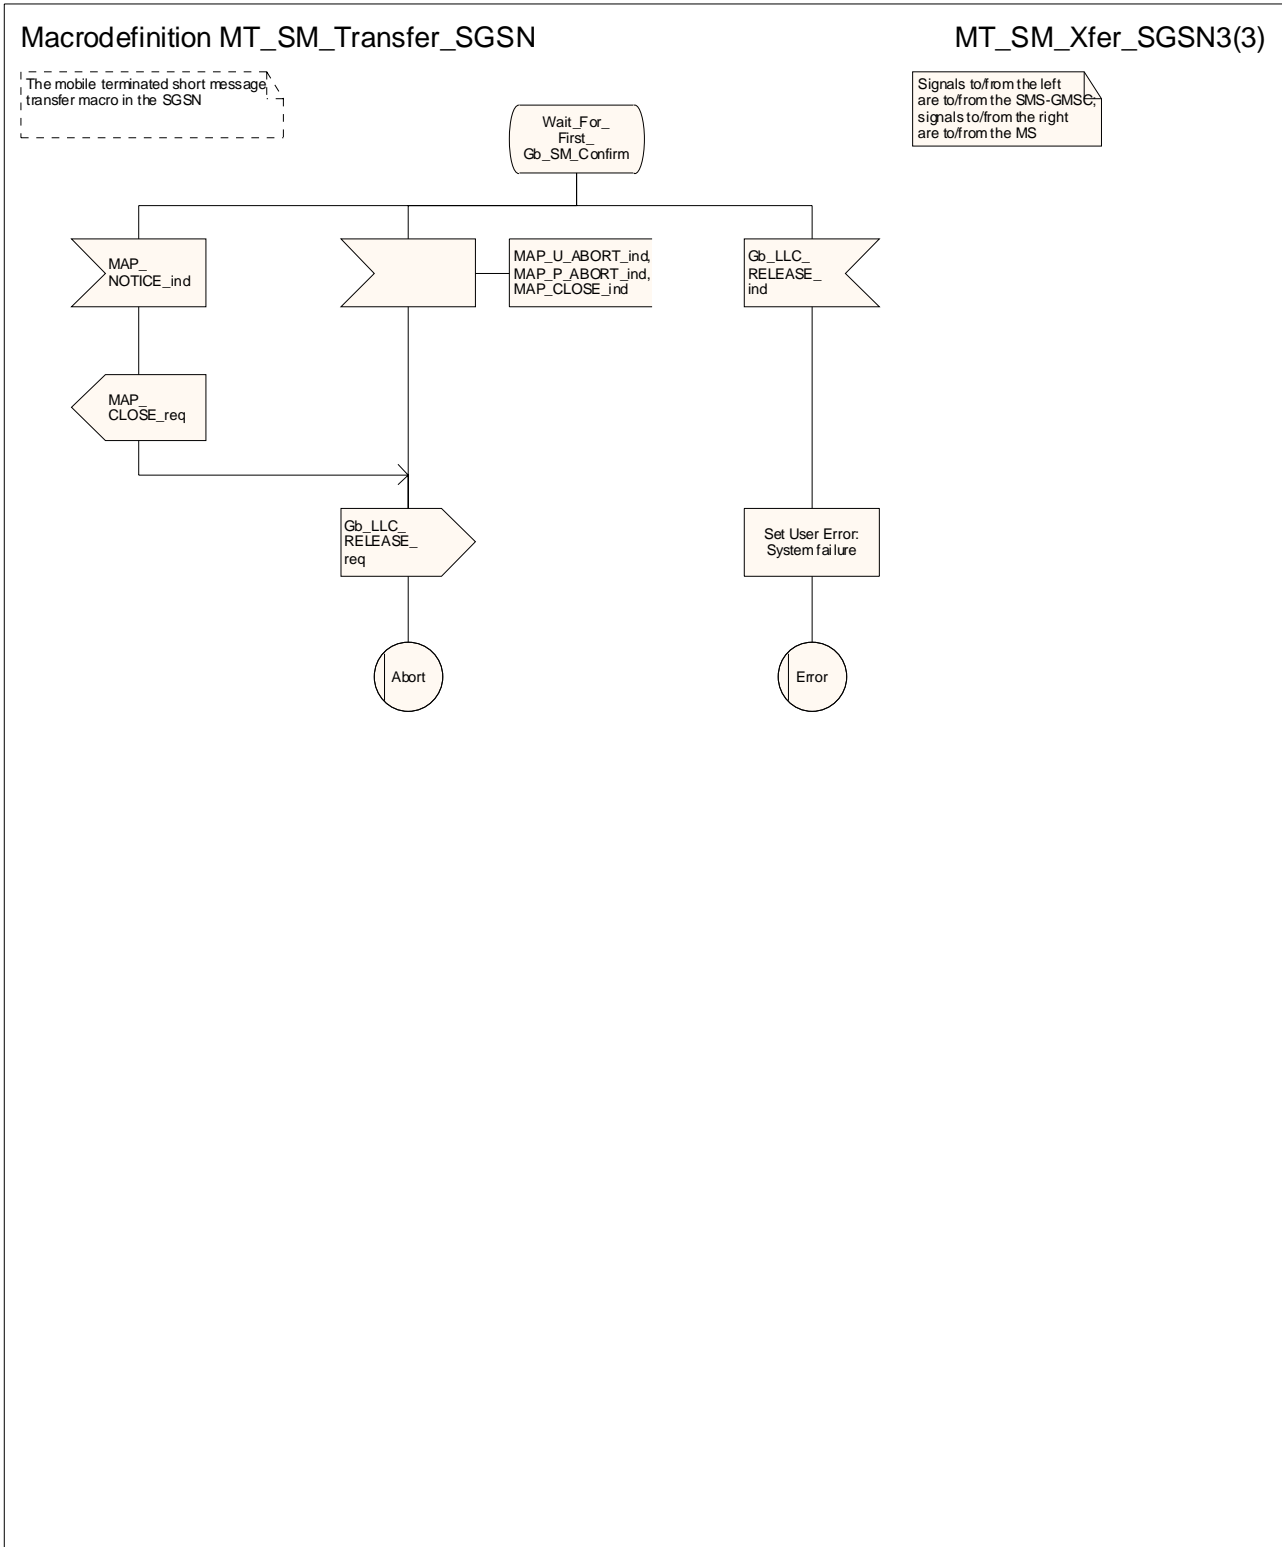 Macrodefinition MT_SM_Transfer_SGSN
MT_SM_Xfer_SGSN3(3)
The mobile terminated short message
transfer macro in the SGSN
Signals to/from the left
are to/from the SMS-GMSC;
signals to/from the right
are to/from the MS
Wait_For_
First_
Gb_SM_Confirm
MAP_
NOTICE_ind
MAP_U_ABORT_ind,
MAP_P_ABORT_ind,
MAP_CLOSE_ind
Gb_LLC_
RELEASE_
ind
MAP_
CLOSE_req
Gb_LLC_
RELEASE_
req
Set User Error:
System failure
Abort
Error